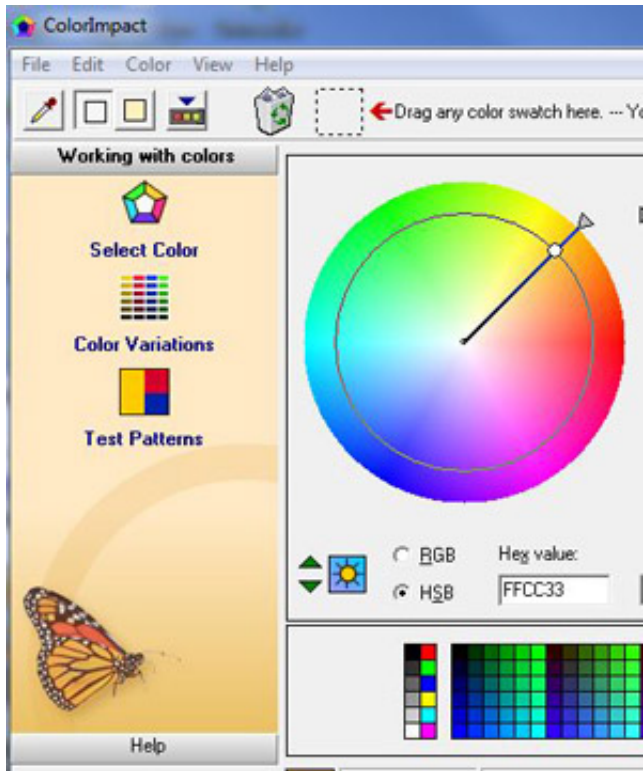 ColorImpact
File Edit Color View Help
Drag any color swatch here. --- Yo
Working with colors
Select Color
Color Variations
Test Patterns
RGB
Hex value:
HSB
FFCC33
Help